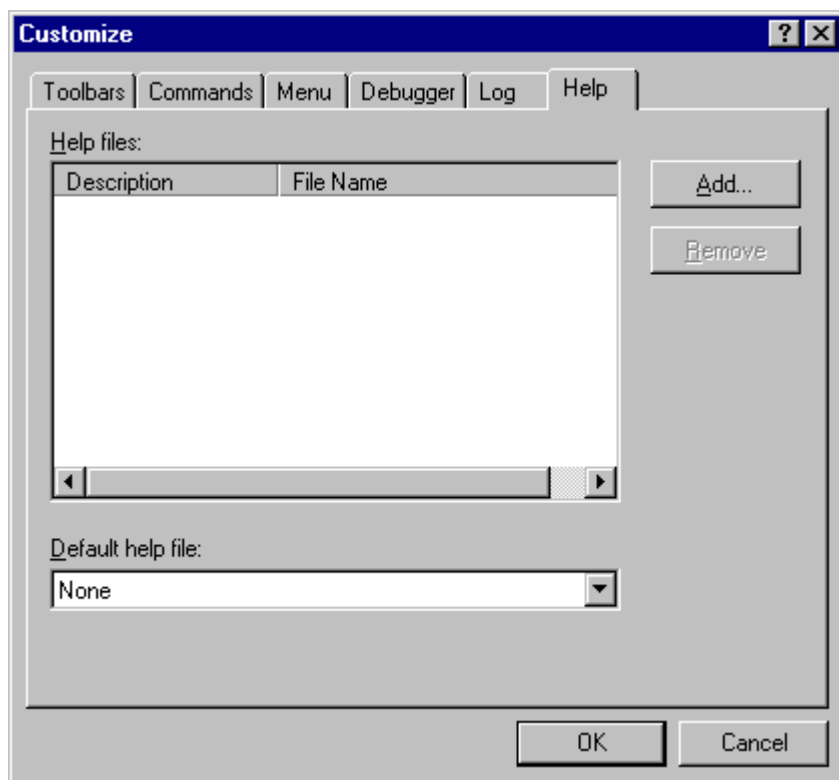 Customize
Toolbars Commands Menu Debugger Log Help
Help files:
Description File Name
Add...
Remove
Default help file:
None
OK Cancel